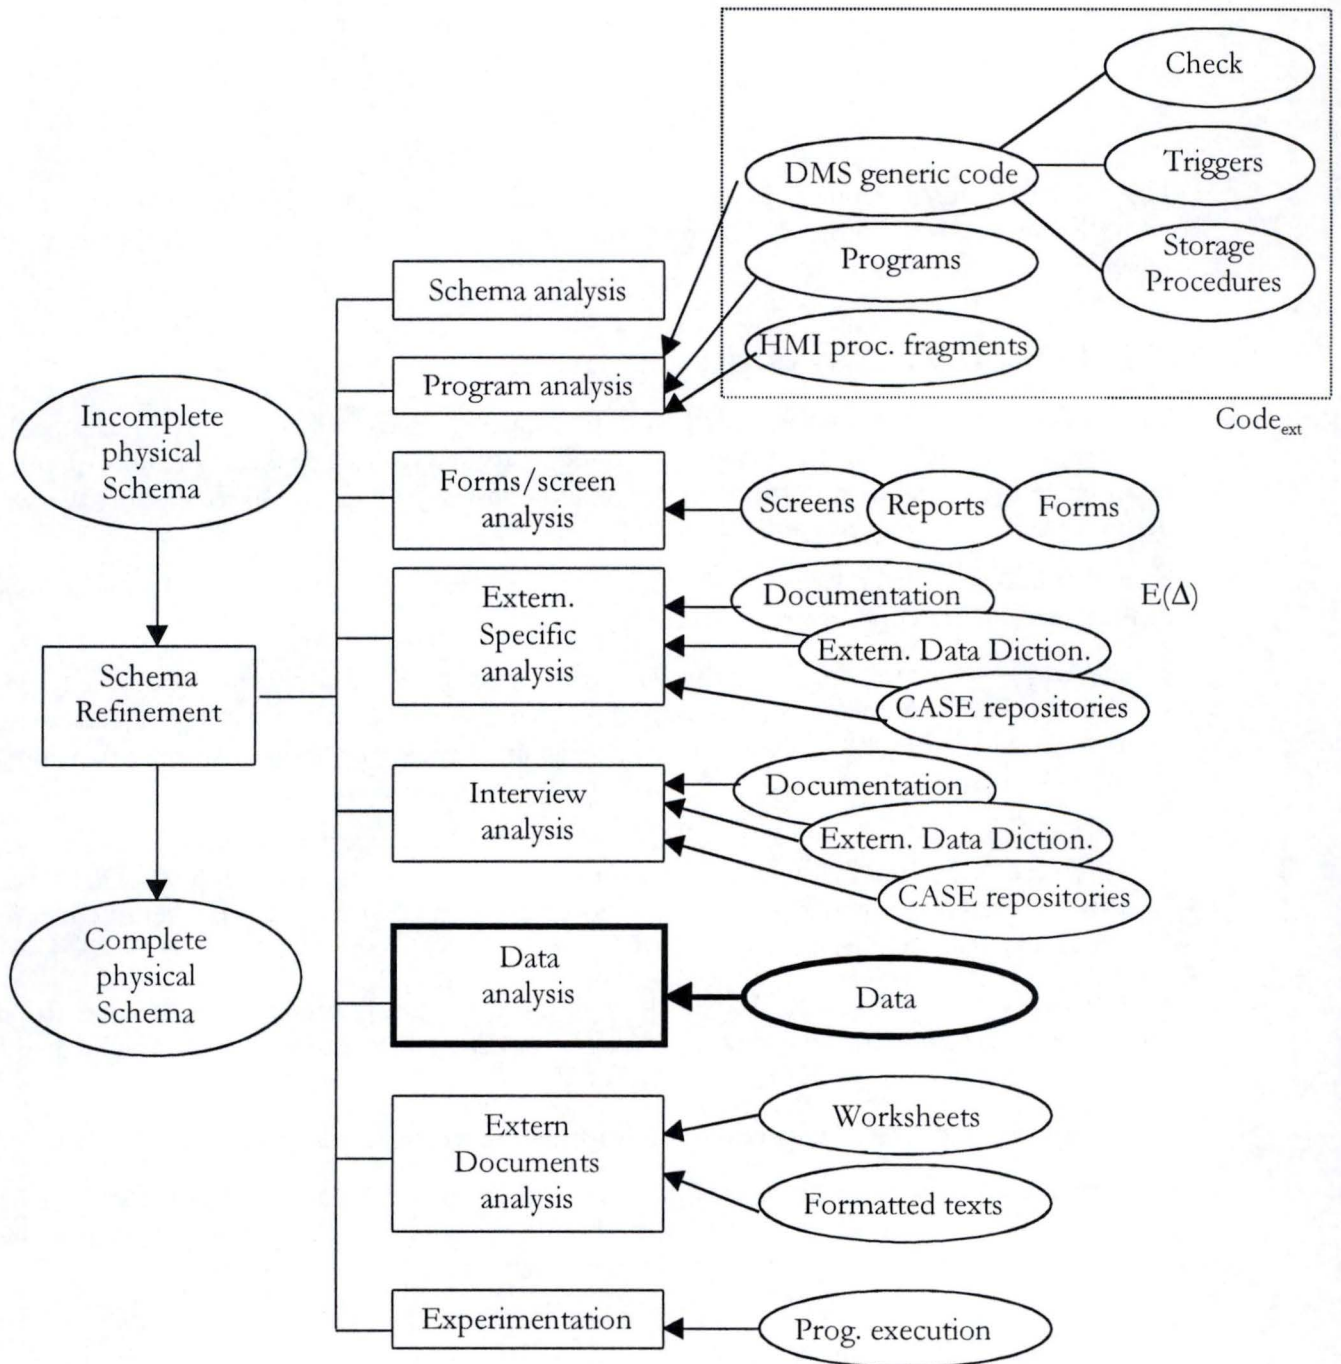 Check
DMS generic code
Triggers
Storage
Procedures
Programs
HMI proc. fragments
Code_ext
Schema analysis
Program analysis
Incomplete
physical
Schema
Forms/screen
analysis
Screens
Reports
Forms
Extern.
Specific
analysis
Documentation
E(Δ)
Extern. Data Diction.
CASE repositories
Schema
Refinement
Interview
analysis
Documentation
Extern. Data Diction.
CASE repositories
Complete
physical
Schema
Data
analysis
Data
Extern
Documents
analysis
Worksheets
Formatted texts
Experimentation
Prog. execution